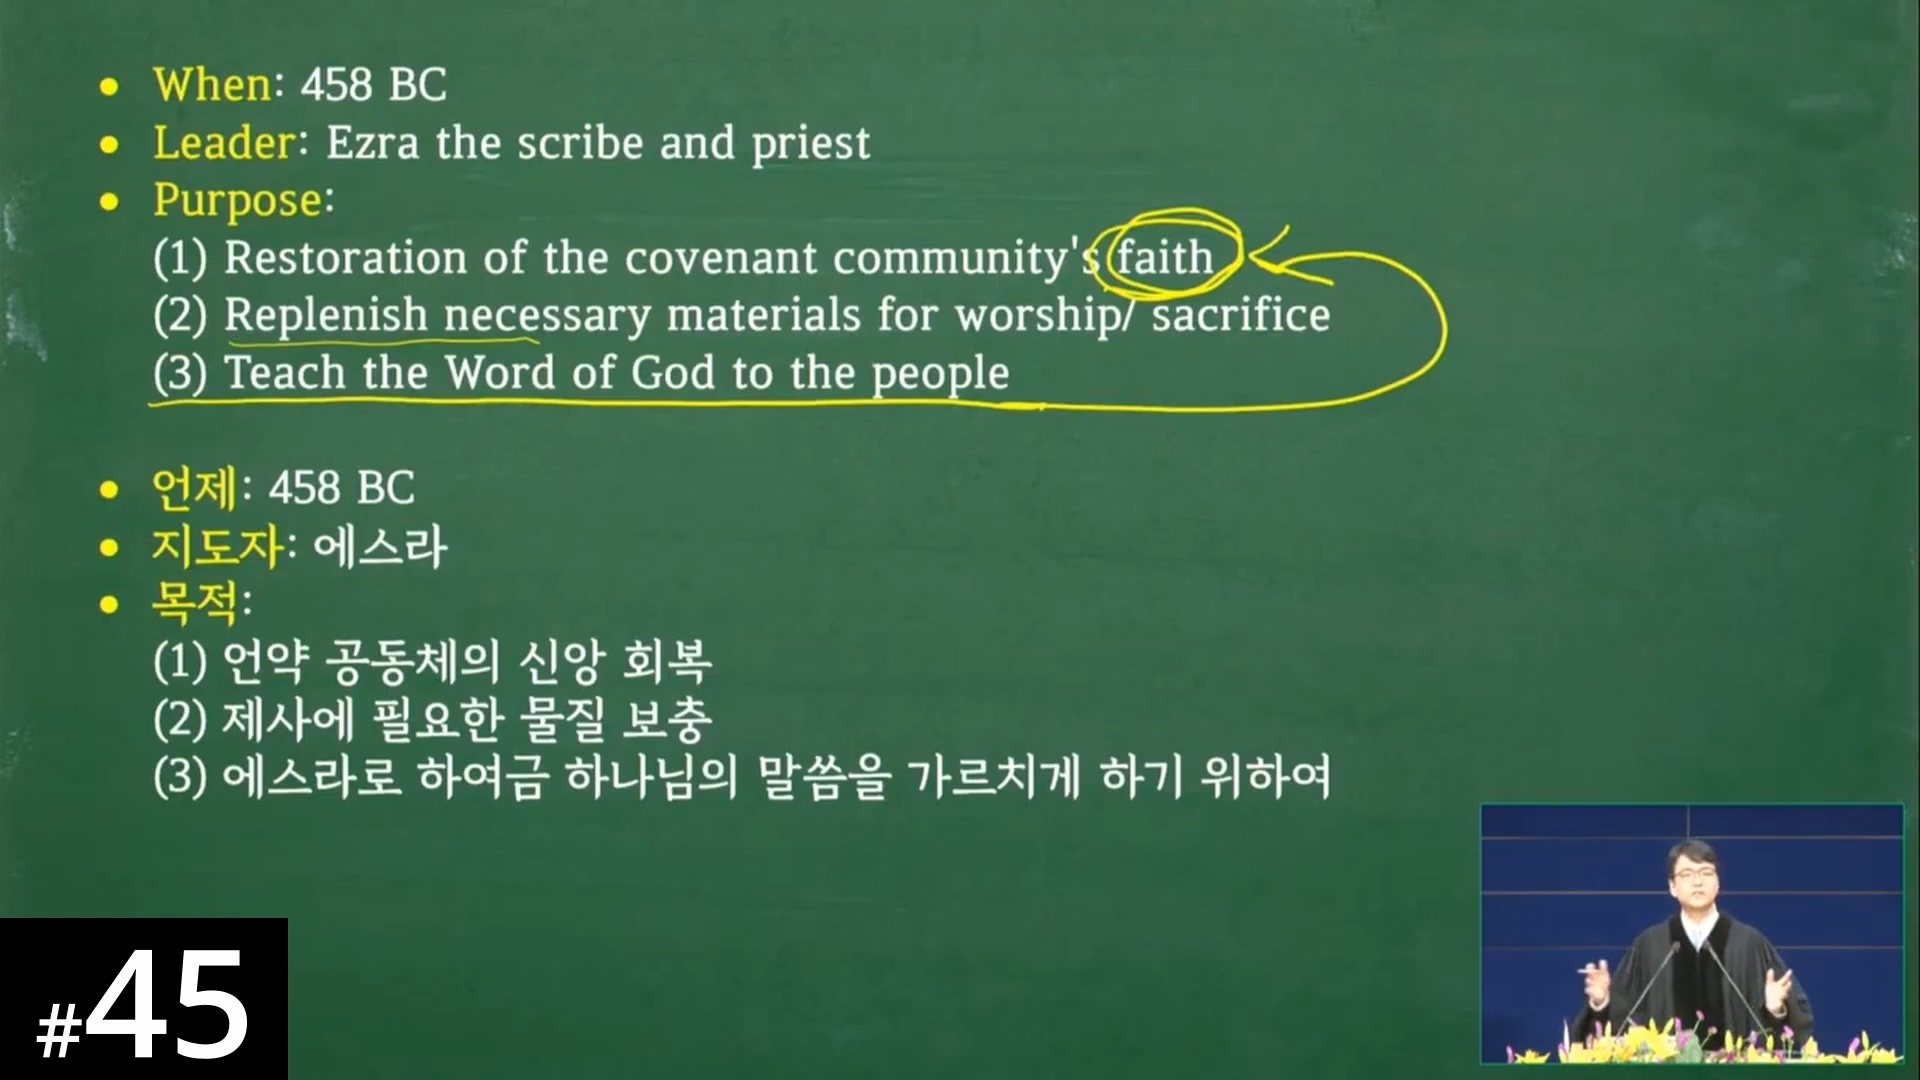 • When: 458 BC
• Leader: Ezra the scribe and priest
• Purpose:
(1) Restoration of the covenant community's faith
(2) Replenish necessary materials for worship/ sacrifice
(3) Teach the Word of God to the people
• 언제: 458 BC
• 지도자: 에스라
• 목적:
(1) 언약 공동체의 신앙 회복
(2) 제사에 필요한 물질 보충
(3) 에스라로 하여금 하나님의 말씀을 가르치게 하기 위하여
#45